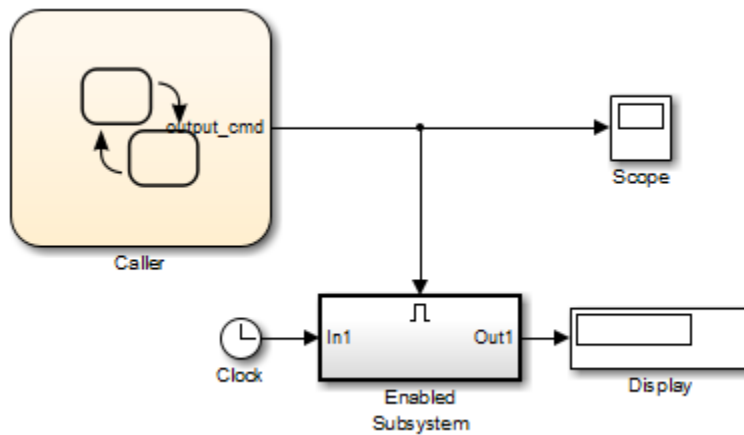 output_cmd
Caller
Scope
Clock
In1
Out1
Enabled
Subsystem
Display